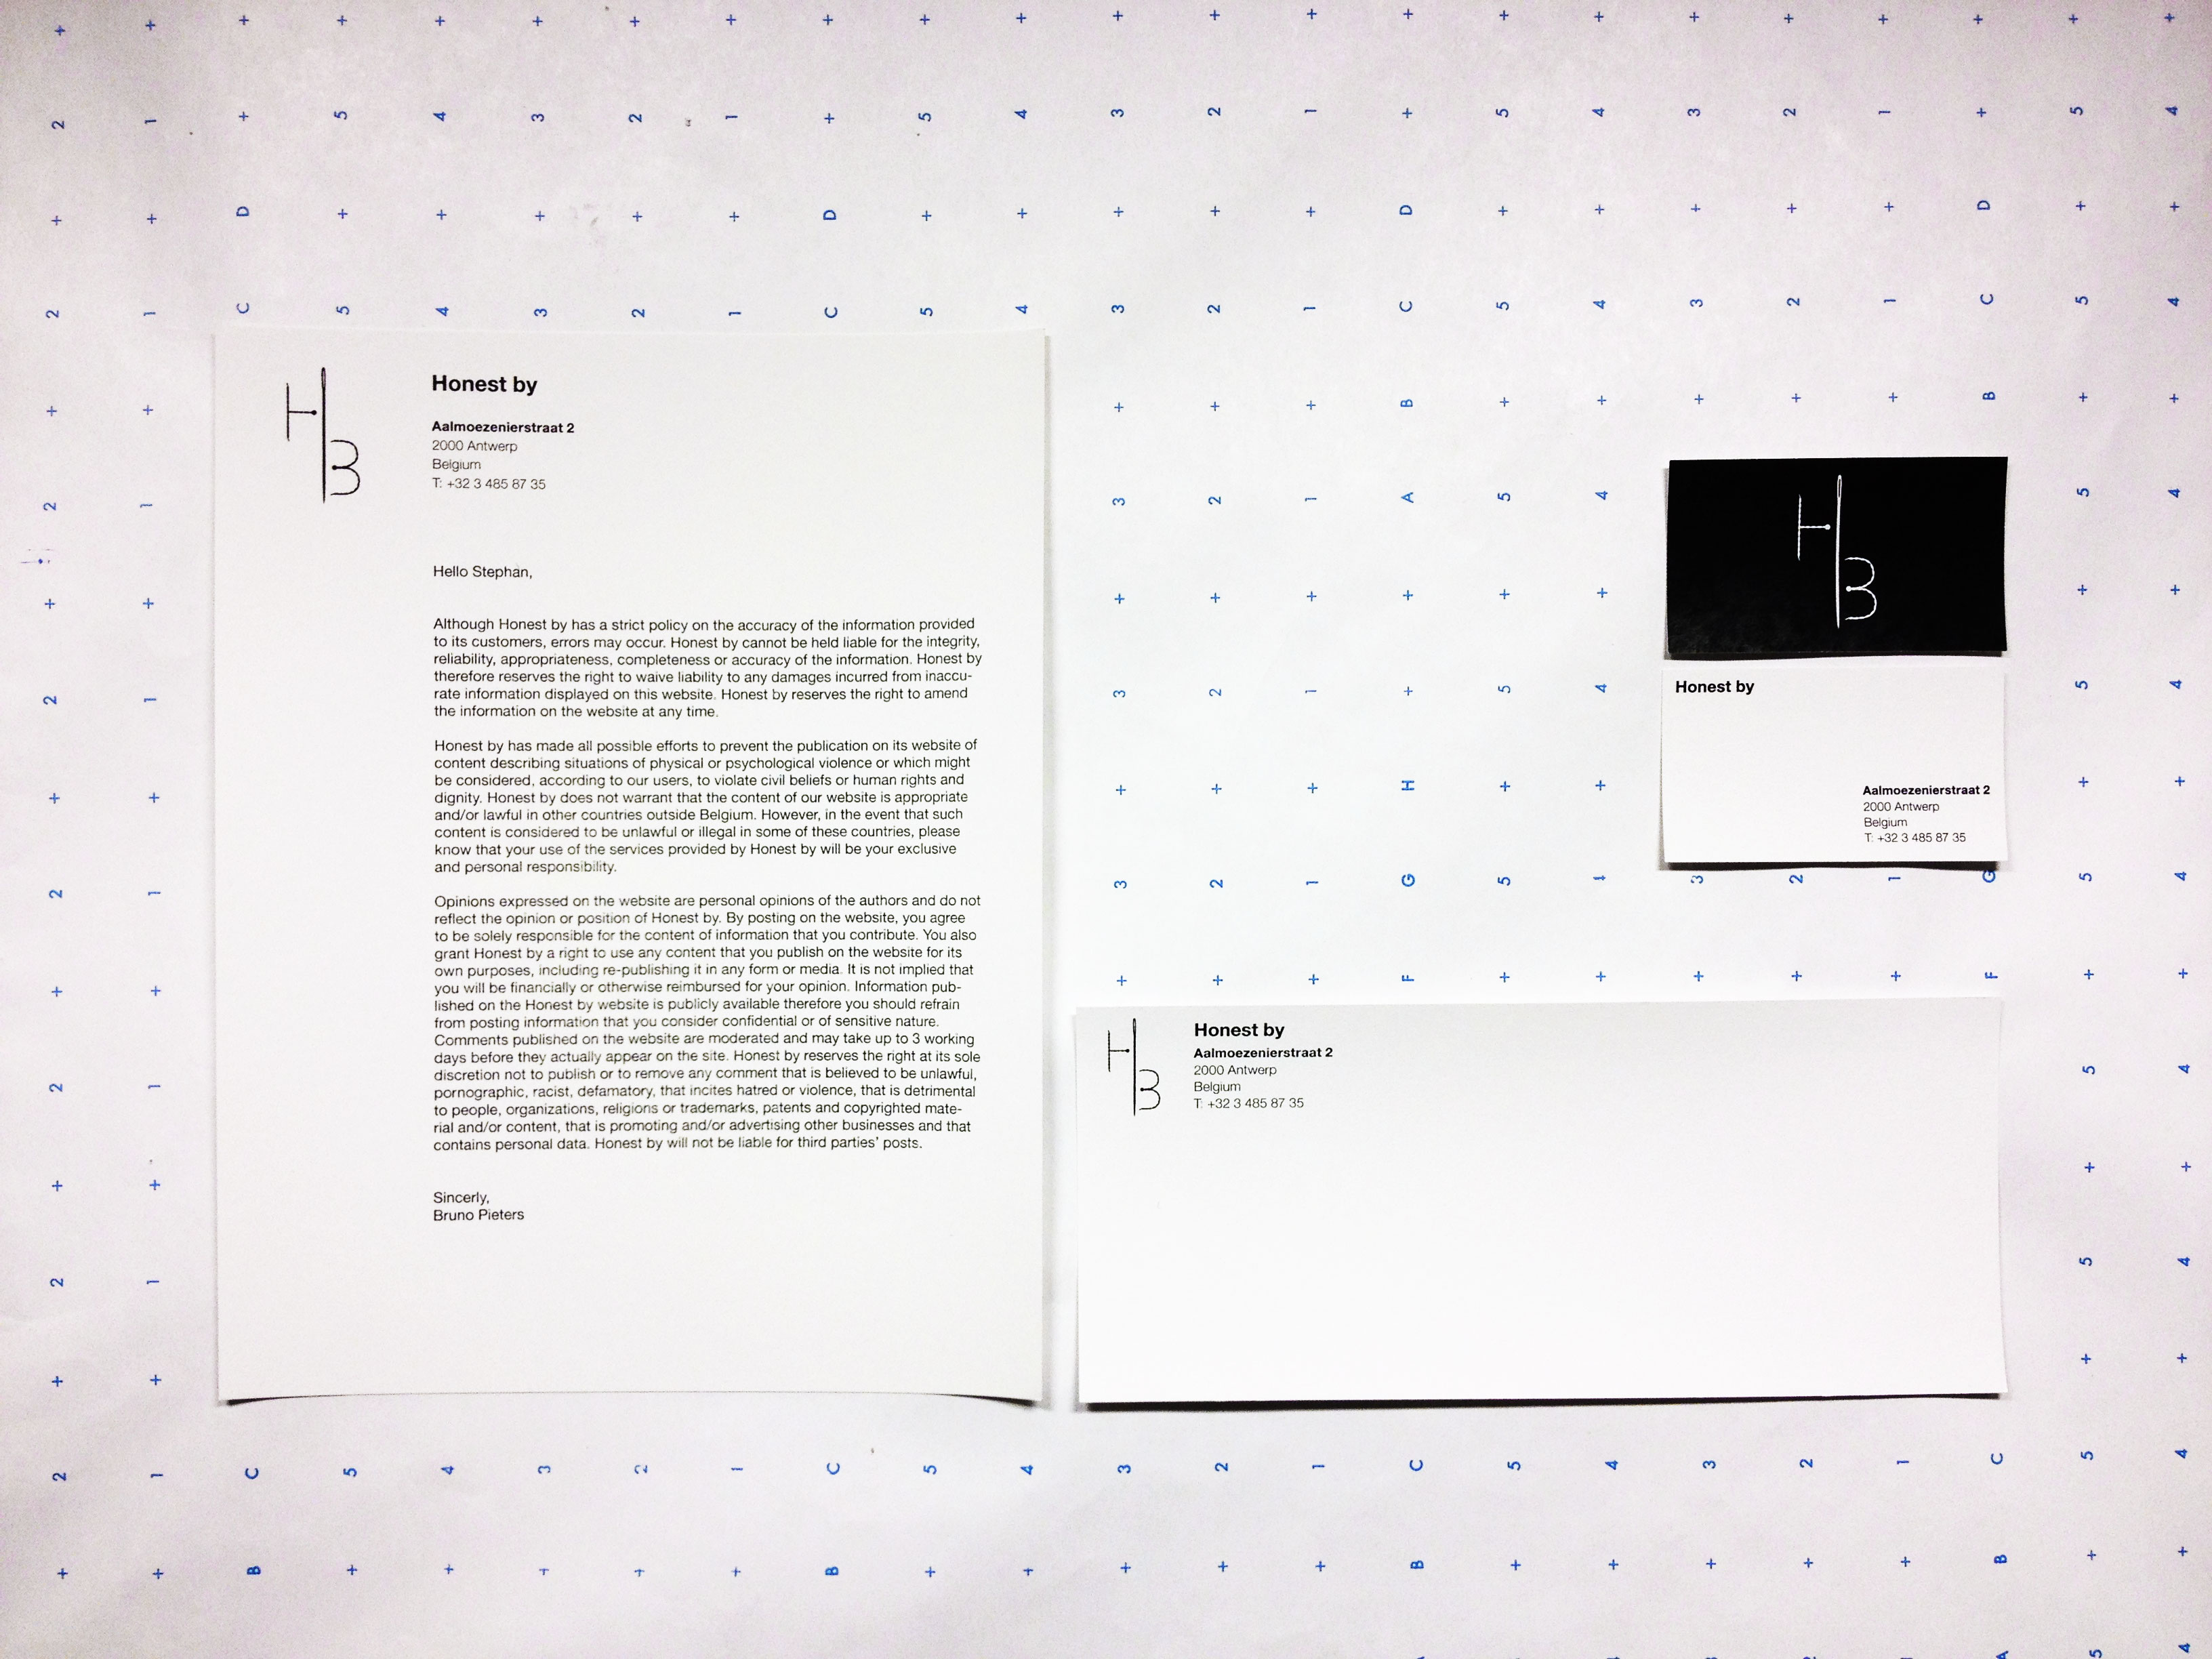 Honest by
Aalmoezenierstraat 2
2000 Antwerp
Belgium
T: +32 3 485 87 35
Hello Stephan,
Although Honest by has a strict policy on the accuracy of the information provided
to its customers, errors may occur. Honest by cannot be held liable for the integrity,
reliability, appropriateness, completeness or accuracy of the information. Honest by
therefore reserves the right to waive liability to any damages incurred from inaccu-
rate information displayed on this website. Honest by reserves the right to amend
the information on the website at any time.
Honest by has made all possible efforts to prevent the publication on its website of
content describing situations of physical or psychological violence or which might
be considered, according to our users, to violate civil beliefs or human rights and
dignity. Honest by does not warrant that the content of our website is appropriate
and/or lawful in other countries outside Belgium. However, in the event that such
content is considered to be unlawful or illegal in some of these countries, please
know that your use of the services provided by Honest by will be your exclusive
and personal responsibility.
Opinions expressed on the website are personal opinions of the authors and do not
reflect the opinion or position of Honest by. By posting on the website, you agree
to be solely responsible for the content of information that you contribute. You also
grant Honest by a right to use any content that you publish on the website for its
own purposes, including re-publishing it in any form or media. It is not implied that
you will be financially or otherwise reimbursed for your opinion. Information pub-
lished on the Honest by website is publicly available therefore you should refrain
from posting information that you consider confidential or of sensitive nature.
Comments published on the website are moderated and may take up to 3 working
days before they actually appear on the site. Honest by reserves the right at its sole
discretion not to publish or to remove any comment that is believed to be unlawful,
pornographic, racist, defamatory, that incites hatred or violence, that is detrimental
to people, organizations, religions or trademarks, patents and copyrighted mate-
rial and/or content, that is promoting and/or advertising other businesses and that
contains personal data. Honest by will not be liable for third parties' posts.
Sincerly,
Bruno Pieters
HB
Honest by
Aalmoezenierstraat 2
2000 Antwerp
Belgium
T: +32 3 485 87 35
HB
Honest by
Aalmoezenierstraat 2
2000 Antwerp
Belgium
T: +32 3 485 87 35